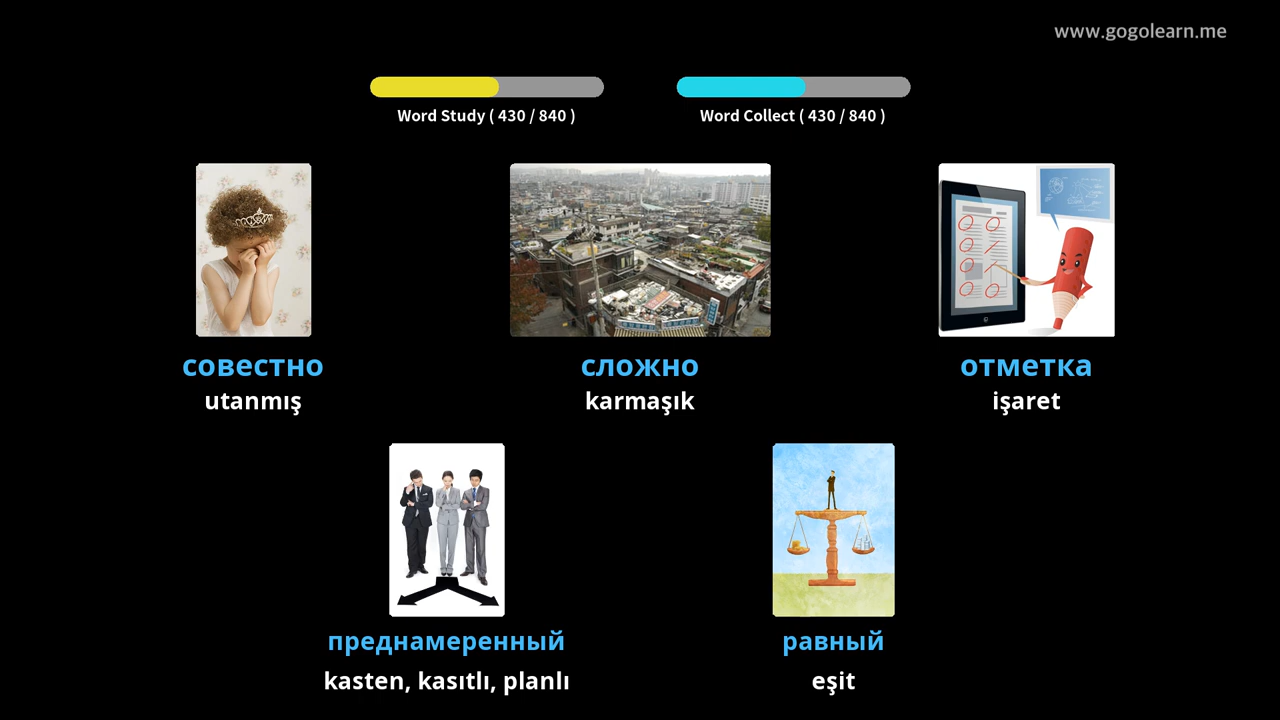 www.gogolearn.me
Word Study ( 430 / 840 )
Word Collect ( 430 / 840 )
совестно
utanmış
сложно
karmaşık
отметка
işaret
преднамеренный
kasten, kasıtlı, planlı
равный
eşit